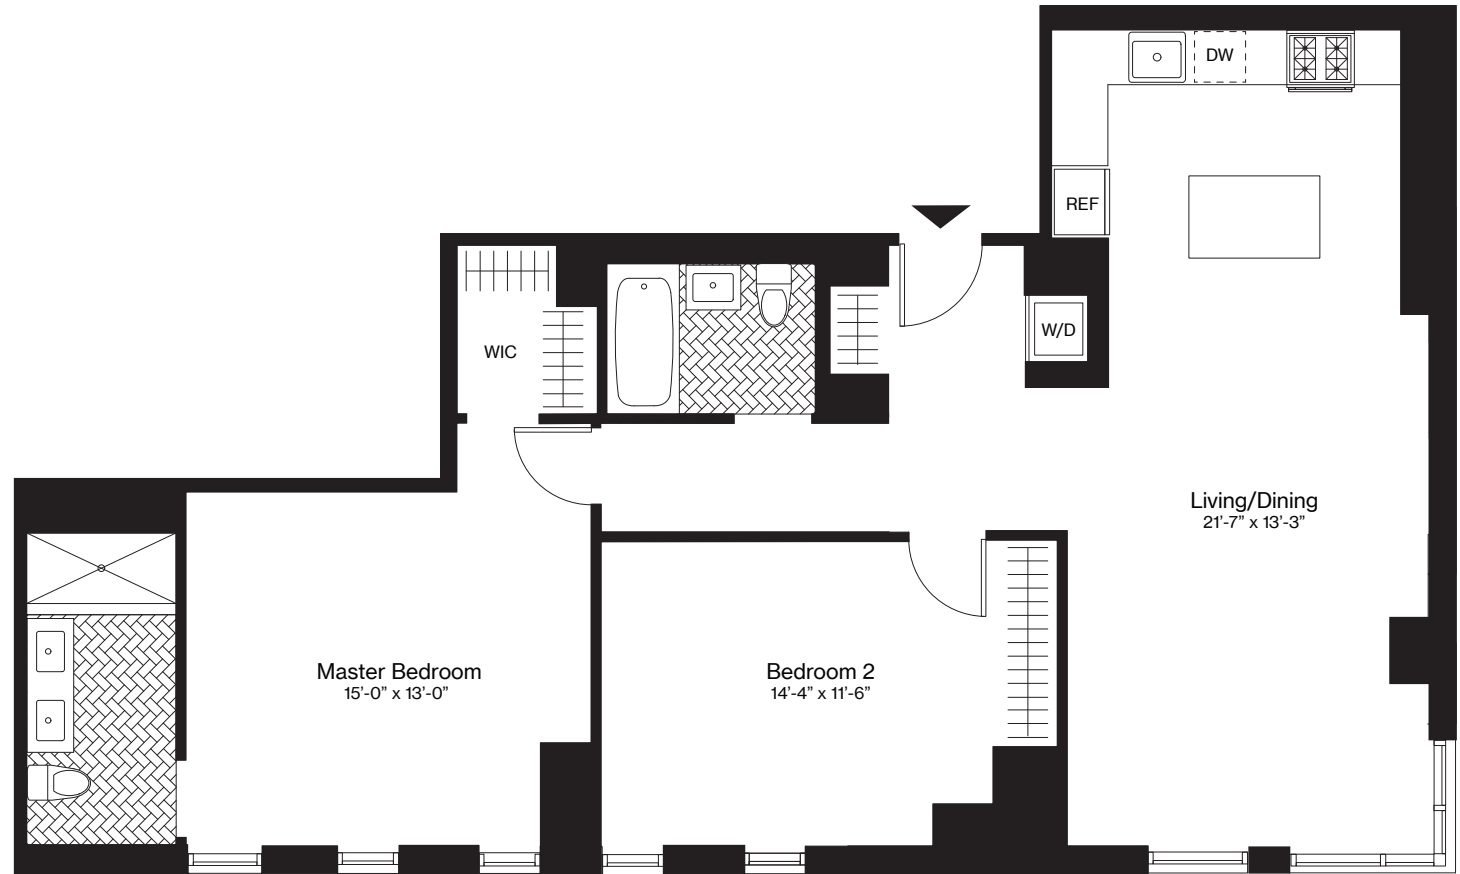 DW
REF
W/D
WIC
Living/Dining
21’-7” x 13’-3”
Master Bedroom
15’-0” x 13’-0”
Bedroom 2
14’-4” x 11’-6”